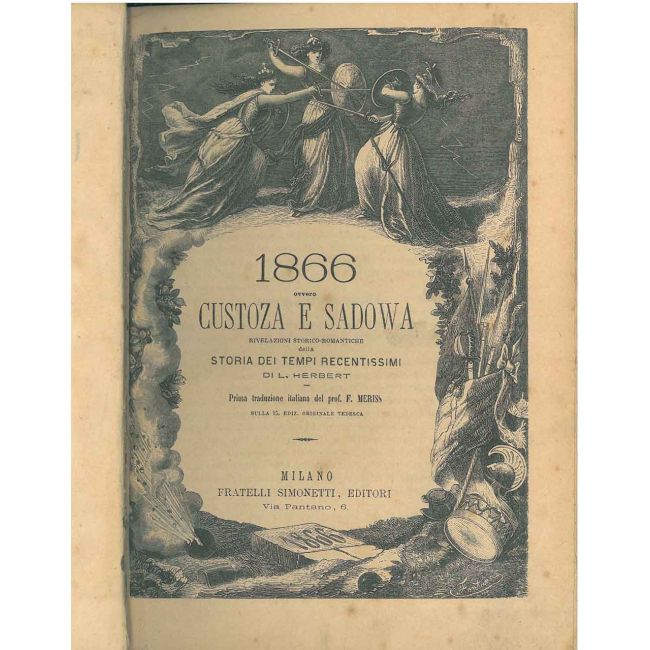 1866
ovvero
CUSTOZA E SADOWA
RIVELAZIONI STORICO-ROMANTICHE
della
STORIA DEI TEMPI RECENTISSIMI
DI L. HERBERT
Prima traduzione italiana del prof. F. MERISS
SULLA 15. EDIZ. ORIGINALE TEDESCA
MILANO
FRATELLI SIMONETTI, EDITORI
Via Pantano, 6.
1866